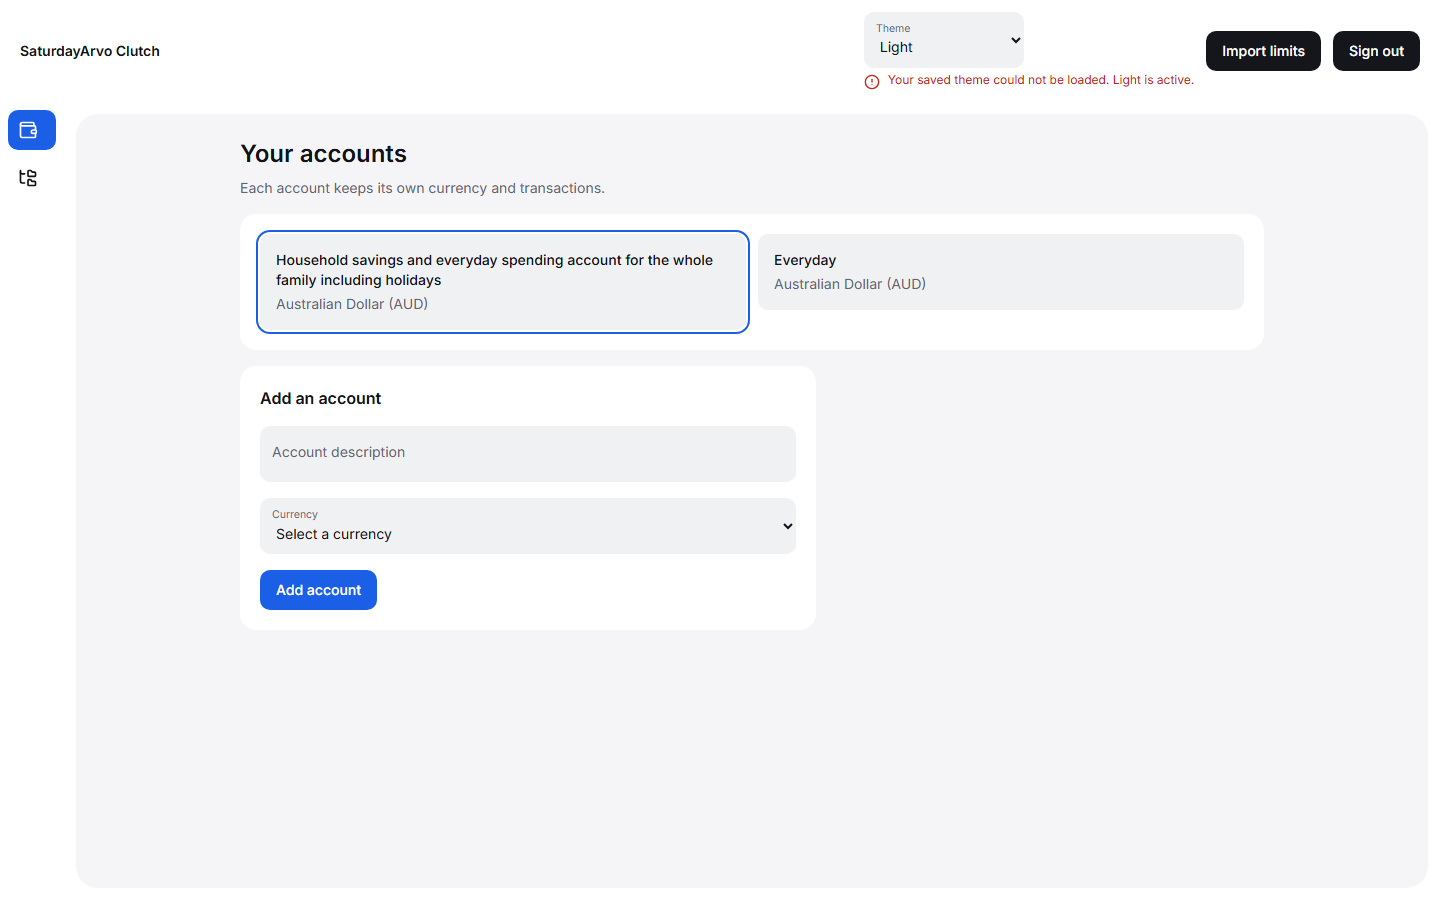 SaturdayArvo Clutch
Theme
Light
Your saved theme could not be loaded. Light is active.
Import limits
Sign out
Your accounts
Each account keeps its own currency and transactions.
Household savings and everyday spending account for the whole
family including holidays
Australian Dollar (AUD)
Everyday
Australian Dollar (AUD)
Add an account
Account description
Currency
Select a currency
Add account